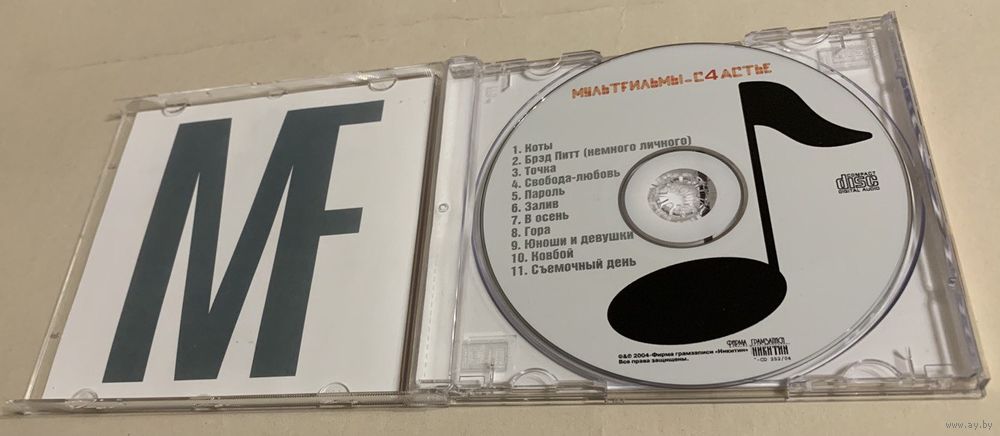 MF
МУЛЬТFИЛЬМЫ-С4АСТЬЕ
1. Коты
2. Брэд Питт (немного личного)
3. Точка
4. Свобода-любовь
5. Пароль
6. Залив
7. В осень
8. Гора
9. Юноши и девушки
10. Ковбой
11. Съемочный день
COMPACT
disc
DIGITAL AUDIO
©&℗ 2004-Фирма грамзаписи «Никитин»
Все права защищены.
ФИРМА ГРАМЗАПИСИ
НИКИТИН
-CD 252/04
www.ay.by